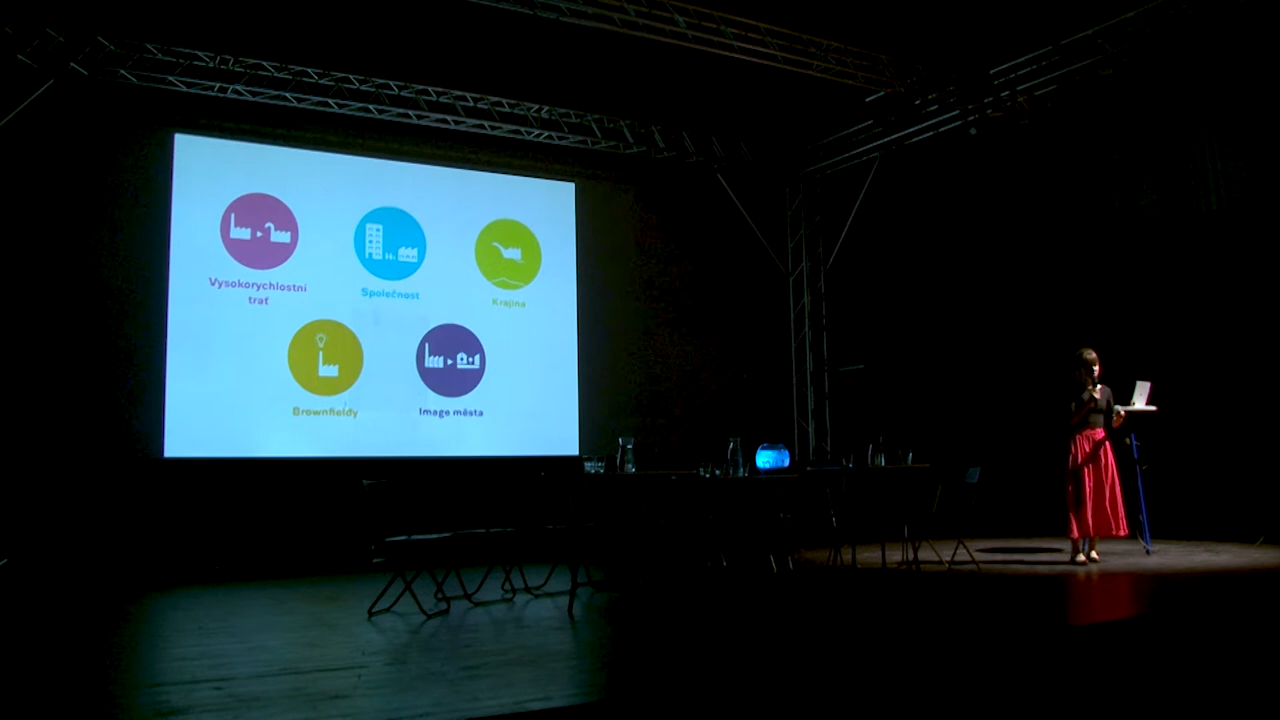 Vysokorychlostní
trať
Společnost
Krajina
Brownfieldy
Image města